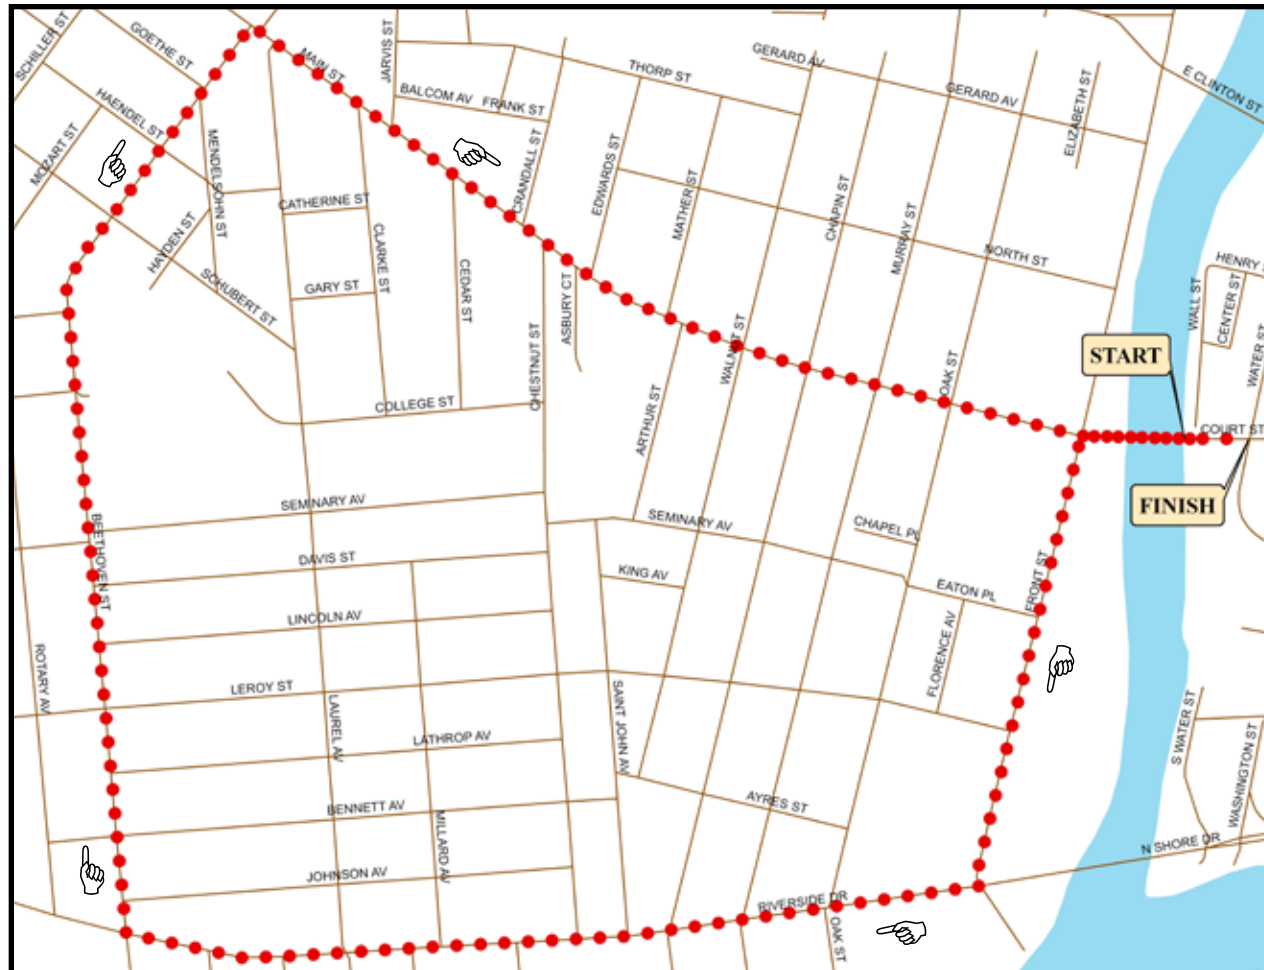 SCHILLER ST
GOETHE ST
HAENDEL ST
MOZART ST
MENDELSOHN ST
HAYDEN ST
SCHUBERT ST
MAIN ST
JARVIS ST
BALCOM AV
FRANK ST
CRANDALL ST
THORP ST
GERARD AV
GERARD AV
ELIZABETH ST
E CLINTON ST
EDWARDS ST
MATHER ST
CHAPIN ST
MURRAY ST
NORTH ST
CATHERINE ST
CLARKE ST
GARY ST
CEDAR ST
CHESTNUT ST
ASBURY CT
COLLEGE ST
ARTHUR ST
WALNUT ST
OAK ST
HENRY
WALL ST
CENTER ST
WATER ST
START
COURT ST
FINISH
SEMINARY AV
SEMINARY AV
CHAPEL PL
DAVIS ST
KING AV
EATON PL
FRONT ST
BEETHOVEN ST
LINCOLN AV
FLORENCE AV
ROTARY AV
LEROY ST
LAUREL AV
SAINT JOHN AV
LATHROP AV
S WATER ST
WASHINGTON ST
BENNETT AV
MILLARD AV
AYRES ST
N SHORE DR
JOHNSON AV
RIVERSIDE DR
OAK ST